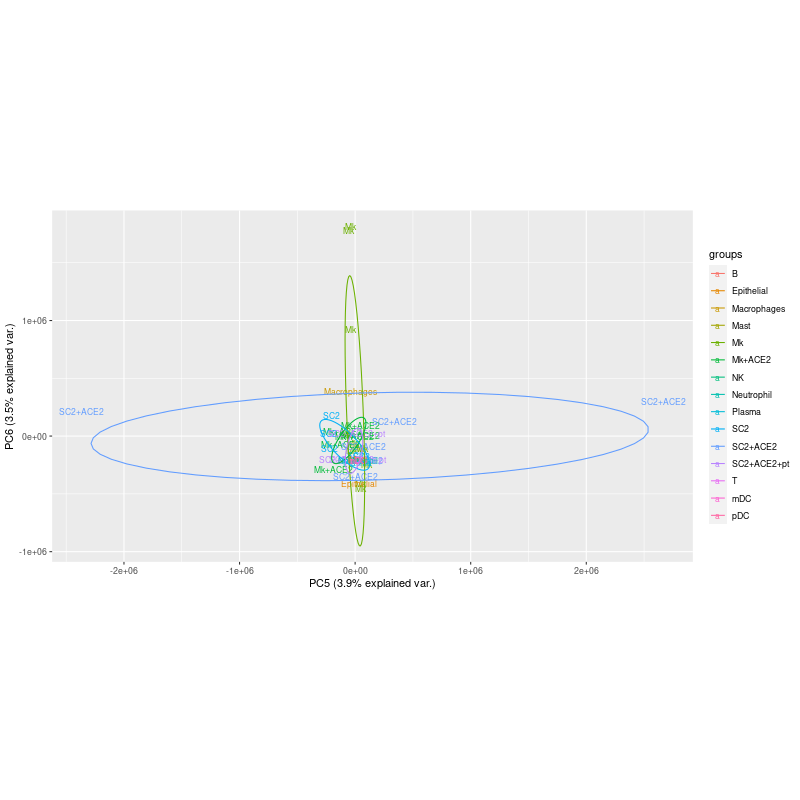 Mk
Mk
1e+06
Mk
Macrophages
SC2+ACE2
SC2+ACE2
SC2
SC2+ACE2
Mk+ACE2
0e+00
Mk+ACE2
SC2+ACE2
Epithelial
Mk
-1e+06
-2e+06
-1e+06
0e+00
1e+06
2e+06
PC5 (3.9% explained var.)
PC6 (3.5% explained var.)
groups
a B
a Epithelial
a Macrophages
a Mast
a Mk
a Mk+ACE2
a NK
a Neutrophil
a Plasma
a SC2
a SC2+ACE2
a SC2+ACE2+pt
a T
a mDC
a pDC